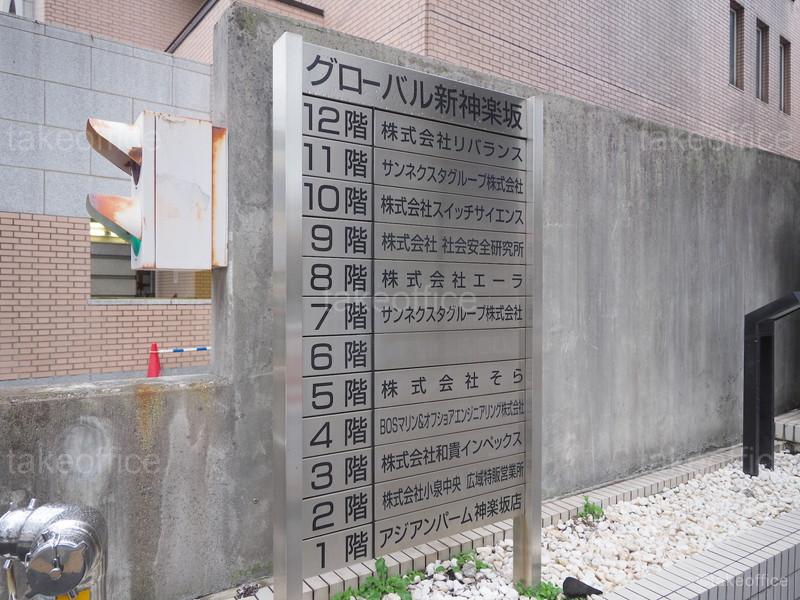 グローバル新神楽坂
12階 株式会社リバランス
11階 サンネクスタグループ株式会社
10階 株式会社スイッチサイエンス
9階 株式会社 社会安全研究所
8階 株式会社エーラ
7階 サンネクスタグループ株式会社
6階
5階 株式会社そら
4階 BOSマリン&オフショアエンジニアリング株式会社
3階 株式会社和貴インペックス
2階 株式会社小泉中央 広域特販営業所
1階 アジアンパーム神楽坂店
takeoffice
takeoffice
takeoffice
takeoffice
takeoffice
©takeoffice